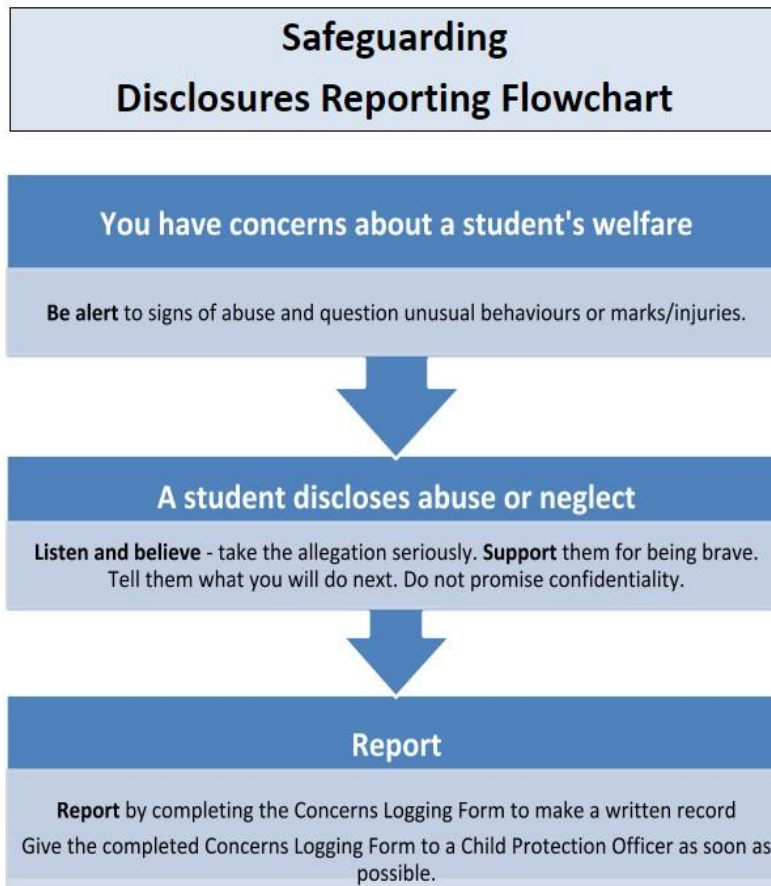 Safeguarding
Disclosures Reporting Flowchart
You have concerns about a student's welfare
Be alert to signs of abuse and question unusual behaviours or marks/injuries.
A student discloses abuse or neglect
Listen and believe - take the allegation seriously. Support them for being brave.
Tell them what you will do next. Do not promise confidentiality.
Report
Report by completing the Concerns Logging Form to make a written record
Give the completed Concerns Logging Form to a Child Protection Officer as soon as
possible.